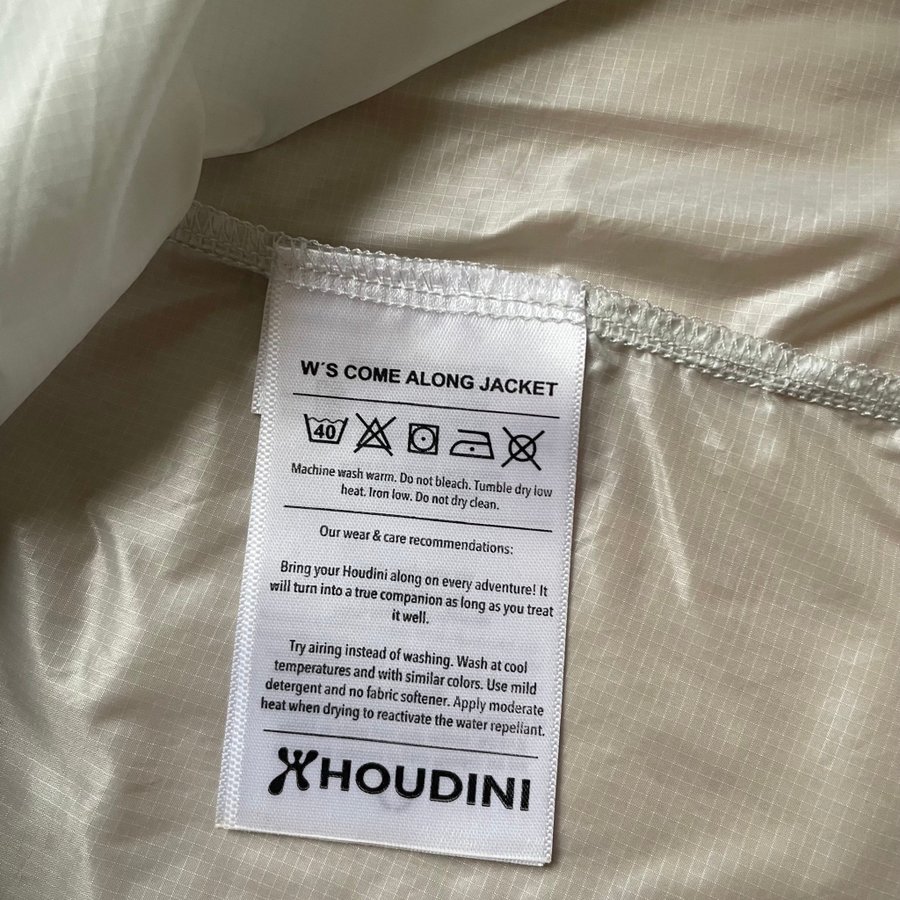 W´S COME ALONG JACKET
40
Machine wash warm. Do not bleach. Tumble dry low
heat. Iron low. Do not dry clean.
Our wear & care recommendations:
Bring your Houdini along on every adventure! It
will turn into a true companion as long as you treat
it well.
Try airing instead of washing. Wash at cool
temperatures and with similar colors. Use mild
detergent and no fabric softener. Apply moderate
heat when drying to reactivate the water repellant.
HOUDINI